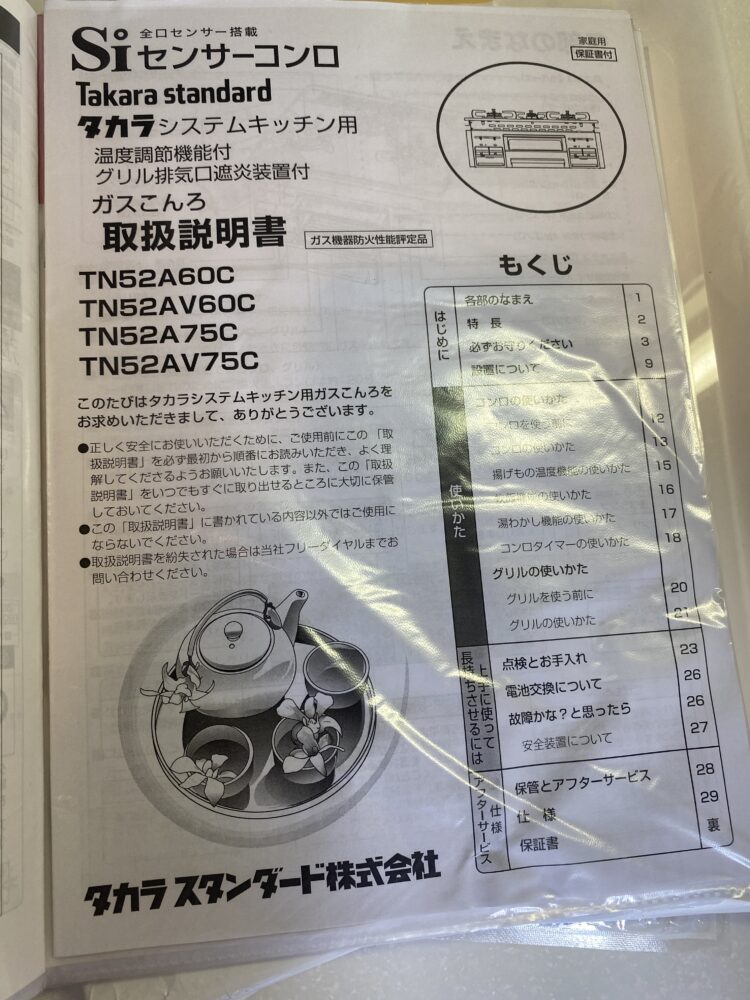 全口センサー搭載
Siセンサーコンロ
Takara standard
タカラシステムキッチン用
温度調節機能付
グリル排気口遮炎装置付
ガスこんろ
取扱説明書
ガス機器防火性能評定品
家庭用
保証書付
TN52A60C
TN52AV60C
TN52A75C
TN52AV75C
このたびはタカラシステムキッチン用ガスこんろを
お求めいただきまして、ありがとうございます。
●正しく安全にお使いいただくために、ご使用前にこの「取
扱説明書」を必ず最初から順番にお読みいただき、よく理
解してくださるようお願いいたします。また、この「取扱
説明書」をいつでもすぐに取り出せるところに大切に保管
しておいてください。
●この「取扱説明書」に書かれている内容以外ではご使用に
ならないでください。
●取扱説明書を紛失された場合は当社フリーダイヤルまでお
問い合わせください。
もくじ
はじめに
各部のなまえ 1
特長 2
必ずお守りください 3
設置について 9
使いかた
コンロの使いかた
コンロを使う前に 12
コンロの使いかた 13
揚げもの温度機能の使いかた 15
の使いかた 16
湯わかし機能の使いかた 17
コンロタイマーの使いかた 18
グリルの使いかた
グリルを使う前に 20
グリルの使いかた 21
上手に使って
長持ちさせるには
点検とお手入れ 23
電池交換について 26
故障かな?と思ったら 26
安全装置について 27
仕様
アフターサービス
保管とアフターサービス 28
仕様 29
保証書 裏
タカラスタンダード株式会社